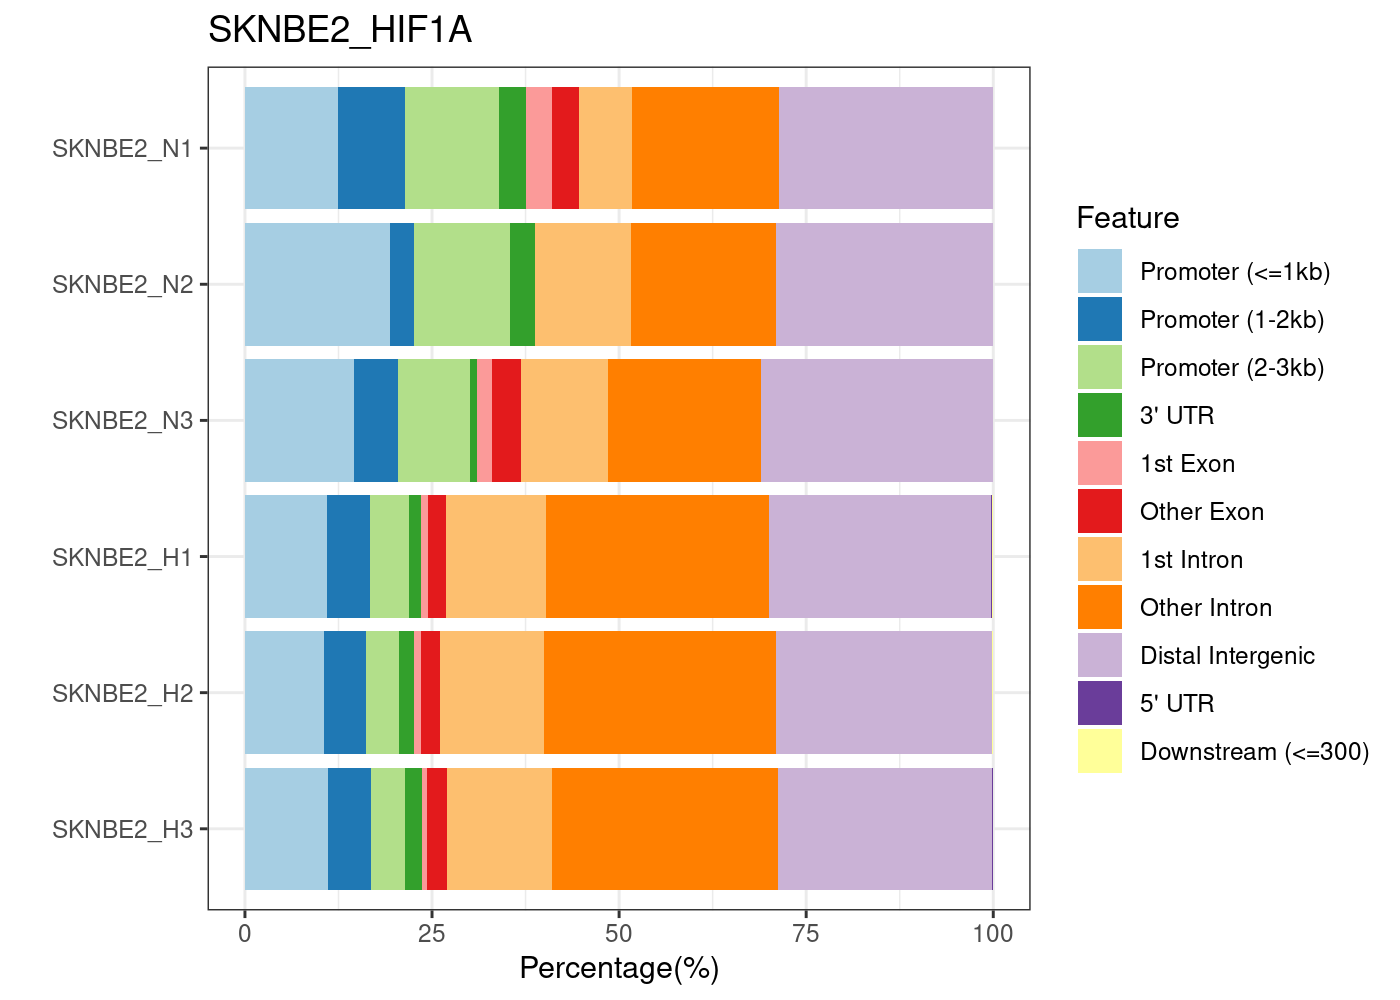 SKNBE2_HIF1A
SKNBE2_N1
SKNBE2_N2
SKNBE2_N3
SKNBE2_H1
SKNBE2_H2
SKNBE2_H3
0 25 50 75 100
Percentage(%)
Feature
Promoter (<=1kb)
Promoter (1-2kb)
Promoter (2-3kb)
3' UTR
1st Exon
Other Exon
1st Intron
Other Intron
Distal Intergenic
5' UTR
Downstream (<=300)